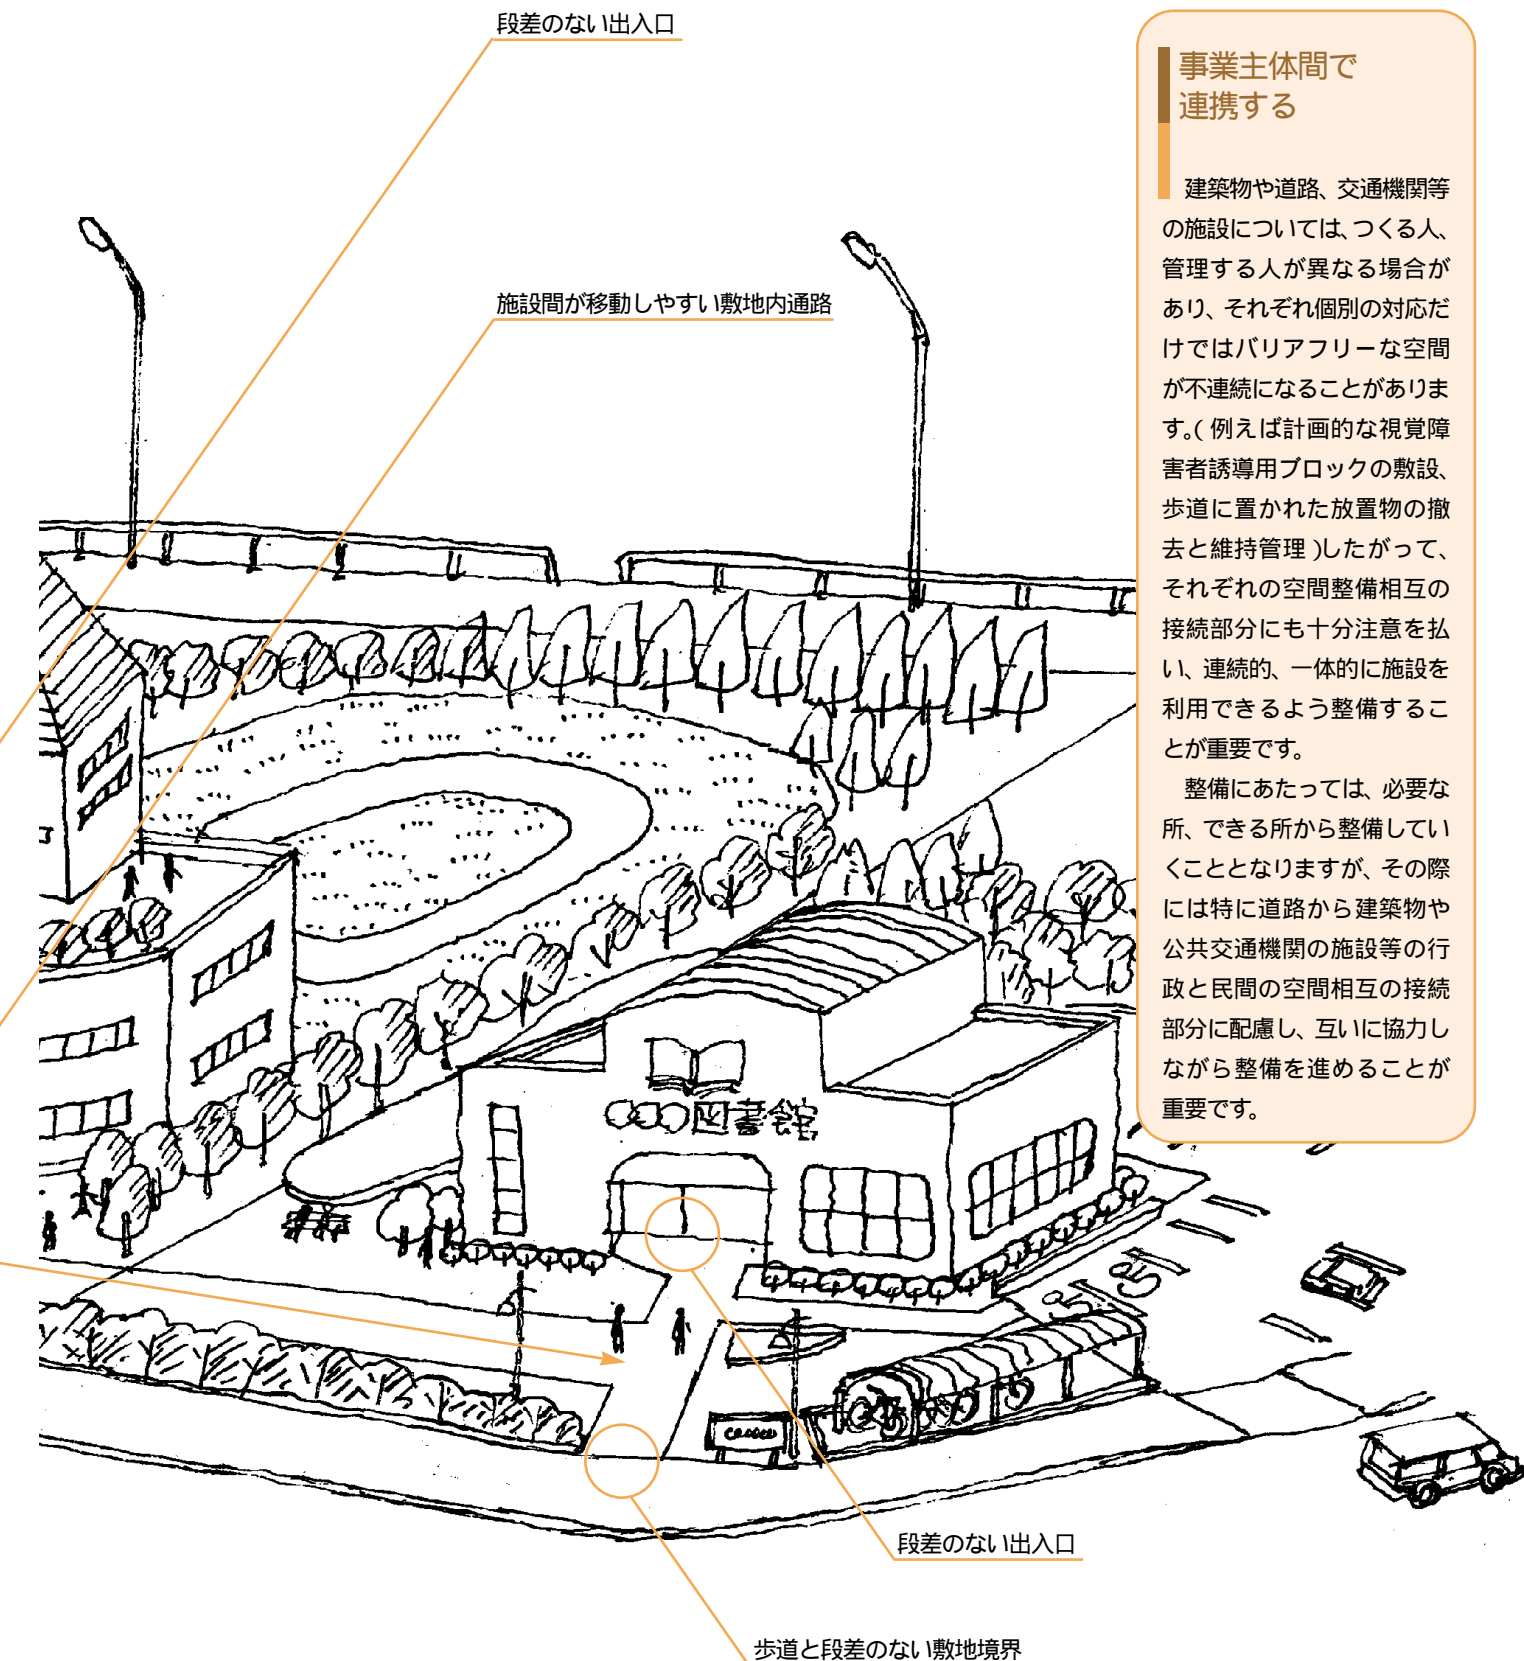 段差のない出入口
事業主体間で
連携する
建築物や道路、交通機関等
の施設については、つくる人、
管理する人が異なる場合が
あり、それぞれ個別の対応だ
けではバリアフリーな空間
が不連続になることがありま
す。(例えば計画的な視覚障
害者誘導用ブロックの敷設、
歩道に置かれた放置物の撤
去と維持管理)したがって、
それぞれの空間整備相互の
接続部分にも十分注意を払
い、連続的、一体的に施設を
利用できるよう整備するこ
とが重要です。
整備にあたっては、必要な
所、できる所から整備してい
くこととなりますが、その際
には特に道路から建築物や
公共交通機関の施設等の行
政と民間の空間相互の接続
部分に配慮し、互いに協力し
ながら整備を進めることが
重要です。
施設間が移動しやすい敷地内通路
○○○図書館
段差のない出入口
歩道と段差のない敷地境界